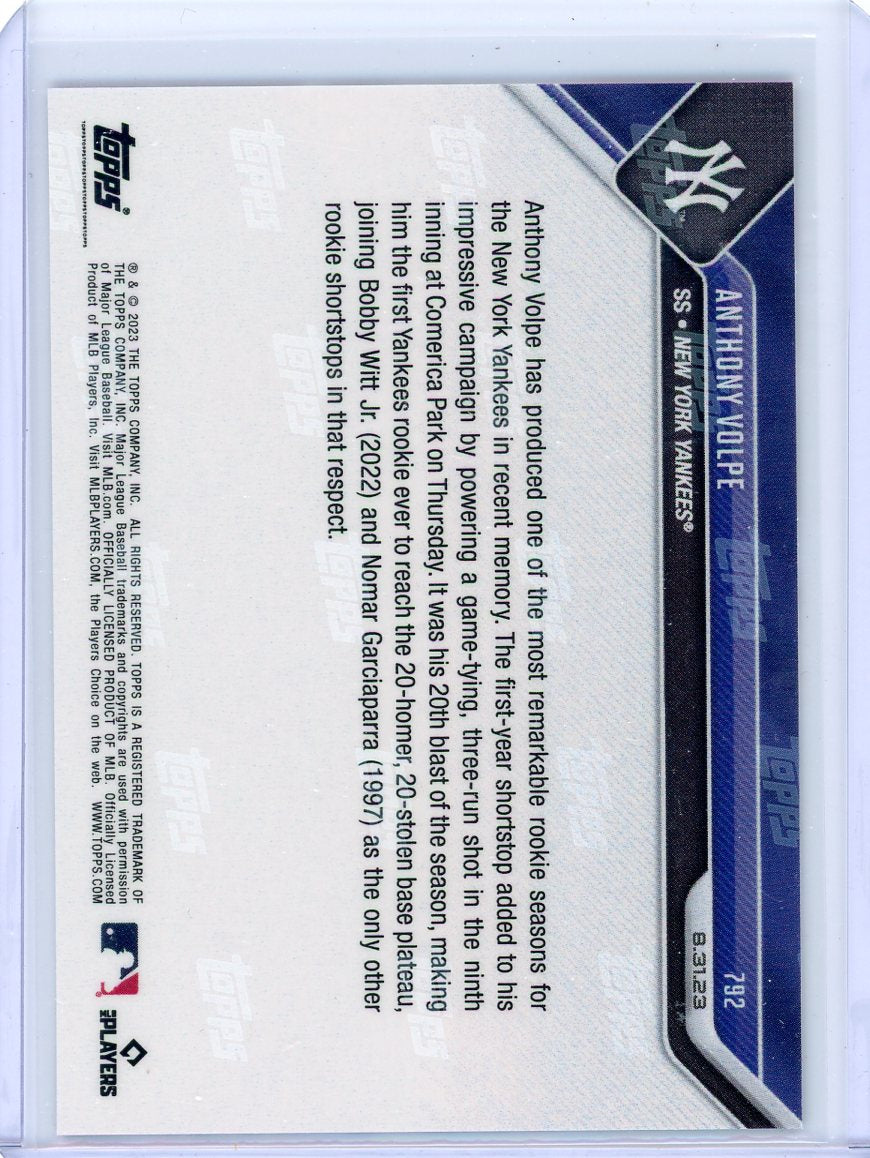 ANTHONY VOLPE 792
SS • NEW YORK YANKEES® 8.31.23
Anthony Volpe has produced one of the most remarkable rookie seasons for
the New York Yankees in recent memory. The first-year shortstop added to his
impressive campaign by powering a game-tying, three-run shot in the ninth
inning at Comerica Park on Thursday. It was his 20th blast of the season, making
him the first Yankees rookie ever to reach the 20-homer, 20-stolen base plateau,
joining Bobby Witt Jr. (2022) and Nomar Garciaparra (1997) as the only other
rookie shortstops in that respect.
topps®
® & © 2023 THE TOPPS COMPANY, INC. ALL RIGHTS RESERVED. TOPPS IS A REGISTERED TRADEMARK OF
THE TOPPS COMPANY, INC. Major League Baseball trademarks and copyrights are used with permission
of Major League Baseball. Visit MLB.com. OFFICIALLY LICENSED PRODUCT OF MLB. Officially Licensed
Product of MLB Players, Inc. Visit MLBPLAYERS.COM, the Players Choice on the web. WWW.TOPPS.COM
MLB PLAYERS